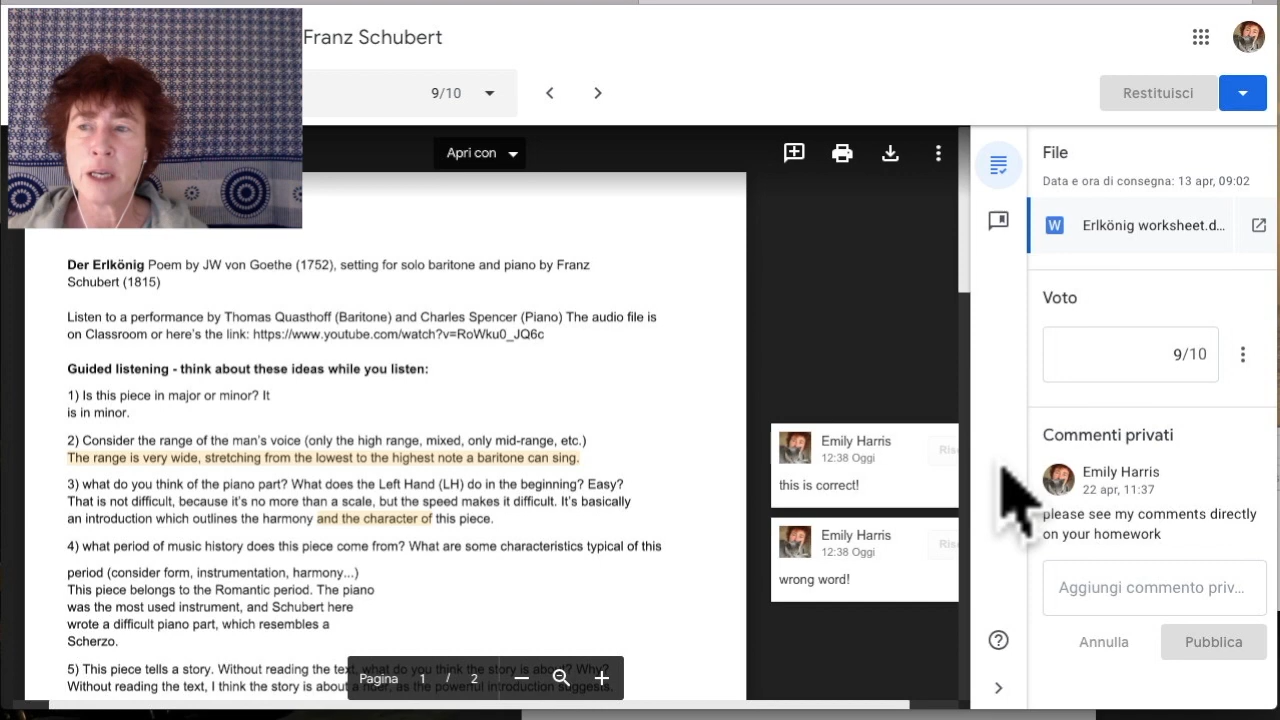 Franz Schubert
9/10
Restituisci
Apri con
Der Erlkönig Poem by JW von Goethe (1752), setting for solo baritone and piano by Franz
Schubert (1815)
Listen to a performance by Thomas Quasthoff (Baritone) and Charles Spencer (Piano) The audio file is
on Classroom or here's the link: https://www.youtube.com/watch?v=RoWku0_JQ6c
Guided listening - think about these ideas while you listen:
1) Is this piece in major or minor? It
is in minor.
2) Consider the range of the man's voice (only the high range, mixed, only mid-range, etc.)
The range is very wide, stretching from the lowest to the highest note a baritone can sing.
3) what do you think of the piano part? What does the Left Hand (LH) do in the beginning? Easy?
That is not difficult, because it's no more than a scale, but the speed makes it difficult. It's basically
an introduction which outlines the harmony and the character of this piece.
4) what period of music history does this piece come from? What are some characteristics typical of this
period (consider form, instrumentation, harmony...)
This piece belongs to the Romantic period. The piano
was the most used instrument, and Schubert here
wrote a difficult piano part, which resembles a
Scherzo.
5) This piece tells a story. Without reading the text, what do you think the story is about? Why?
Without reading the text, I think the story is about a rider, as the powerful introduction suggests.
Pagina 1 / 2
Emily Harris
12:38 Oggi
Ris
this is correct!
Emily Harris
12:38 Oggi
Ris
wrong word!
File
Data e ora di consegna: 13 apr, 09:02
W Erlkönig worksheet.d...
Voto
9/10
Commenti privati
Emily Harris
22 apr, 11:37
please see my comments directly
on your homework
Aggiungi commento priv...
Annulla
Pubblica